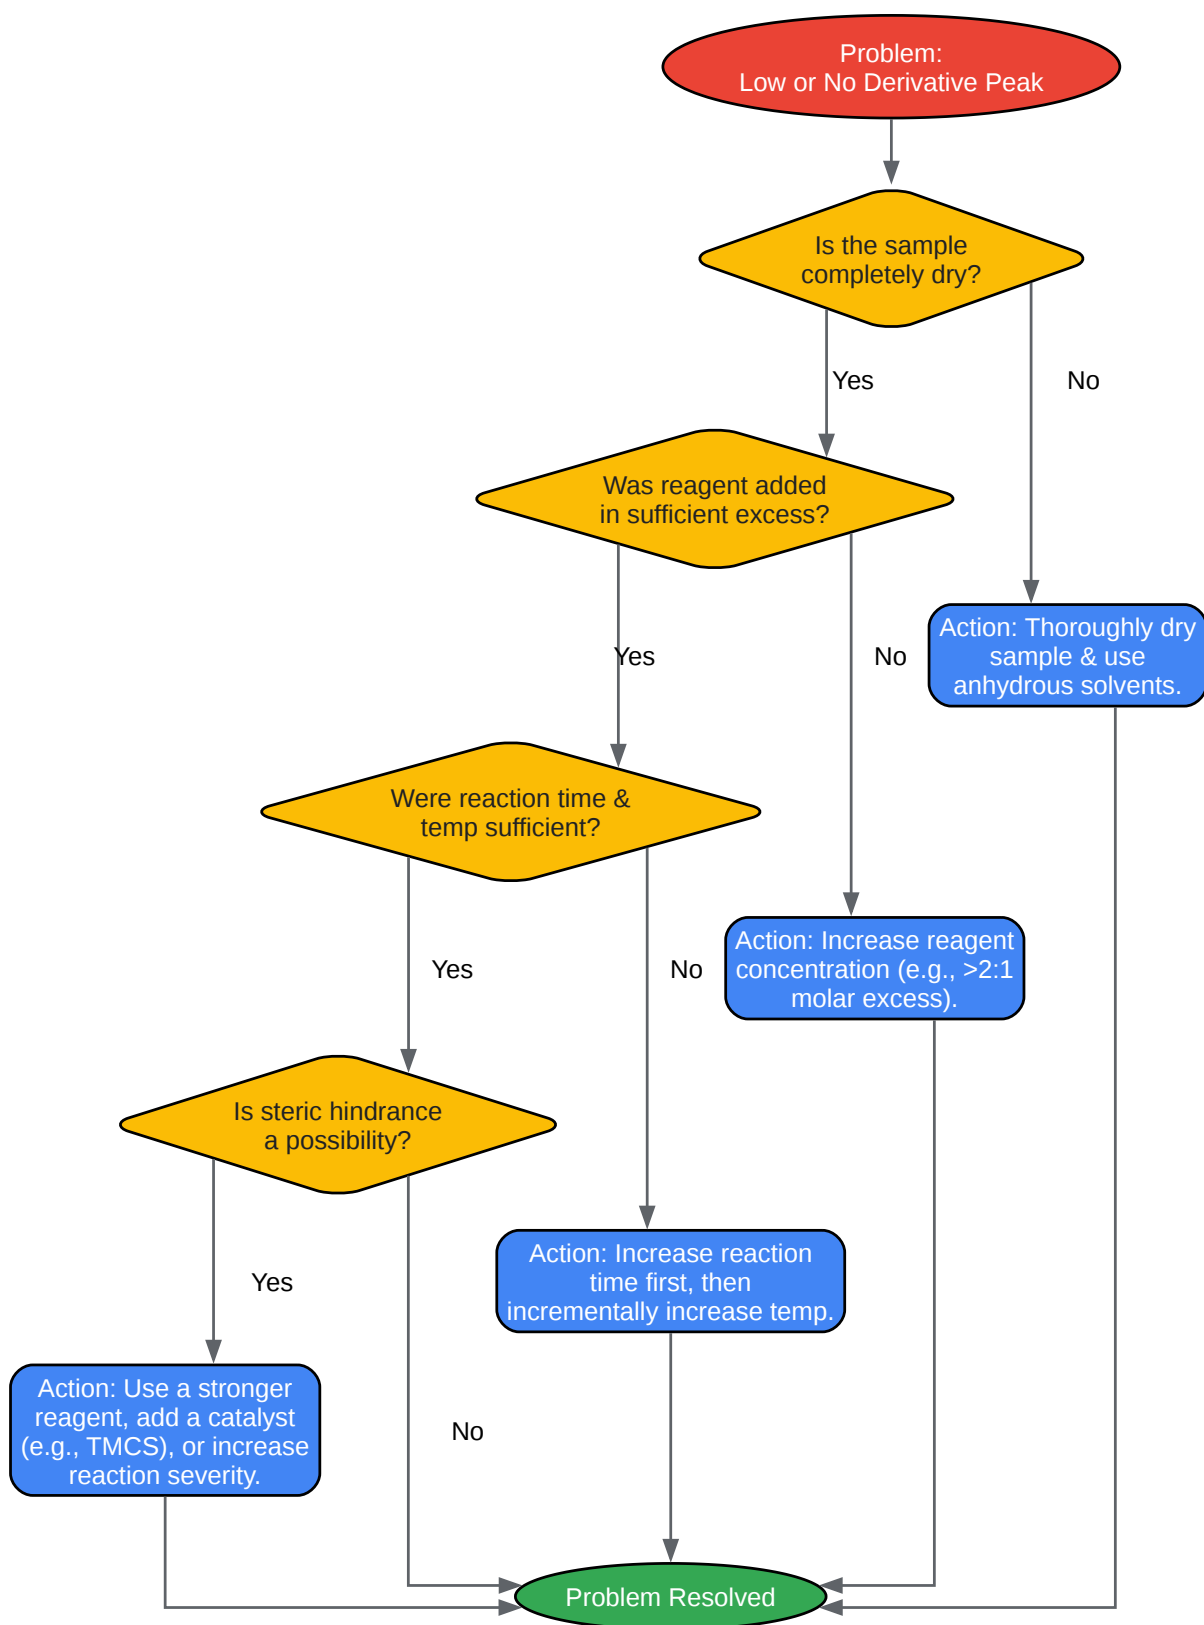 Problem:
Low or No Derivative Peak
Is the sample
completely dry?
Yes
No
Was reagent added
in sufficient excess?
Action: Thoroughly dry
sample & use
anhydrous solvents.
Yes
No
Were reaction time &
temp sufficient?
Action: Increase reagent
concentration (e.g., >2:1
molar excess).
Yes
No
Is steric hindrance
a possibility?
Action: Increase reaction
time first, then
incrementally increase temp.
Yes
Action: Use a stronger
reagent, add a catalyst
(e.g., TMCS), or increase
reaction severity.
No
Problem Resolved